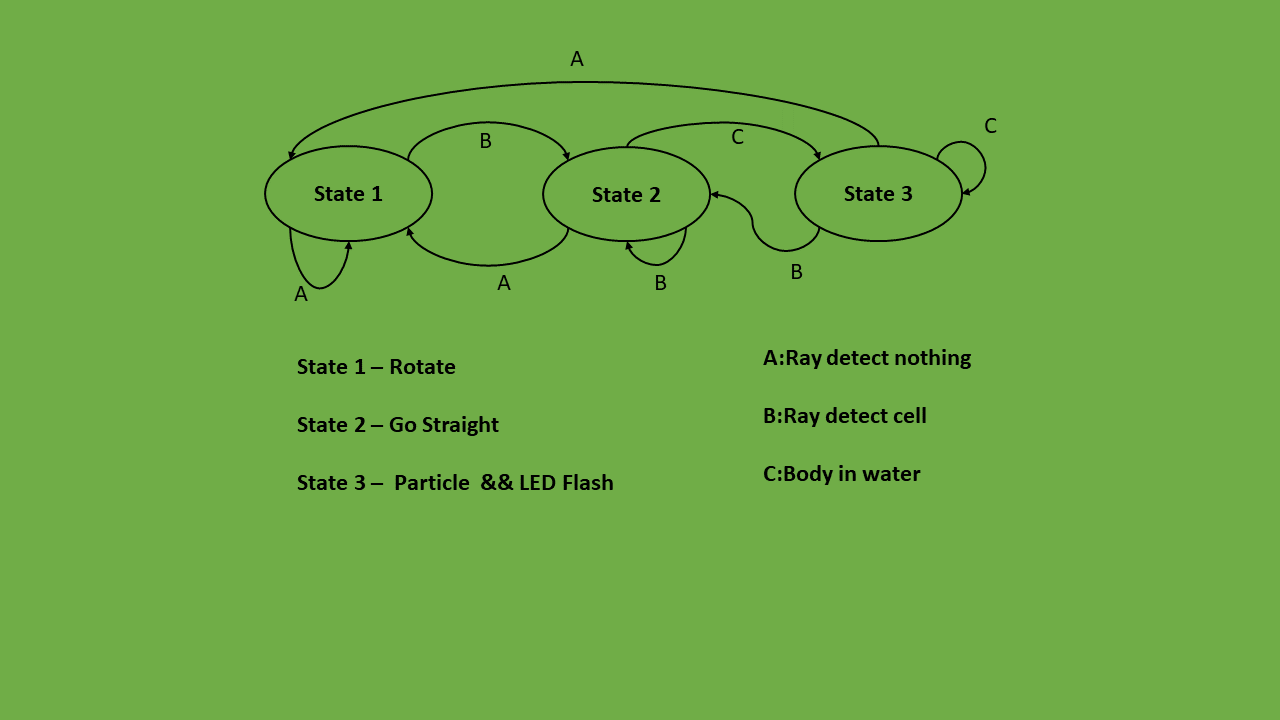 A
B
C
C
State 1
State 2
State 3
A
A
B
B
State 1 – Rotate
State 2 – Go Straight
State 3 –  Particle  && LED Flash
A:Ray detect nothing
B:Ray detect cell
C:Body in water